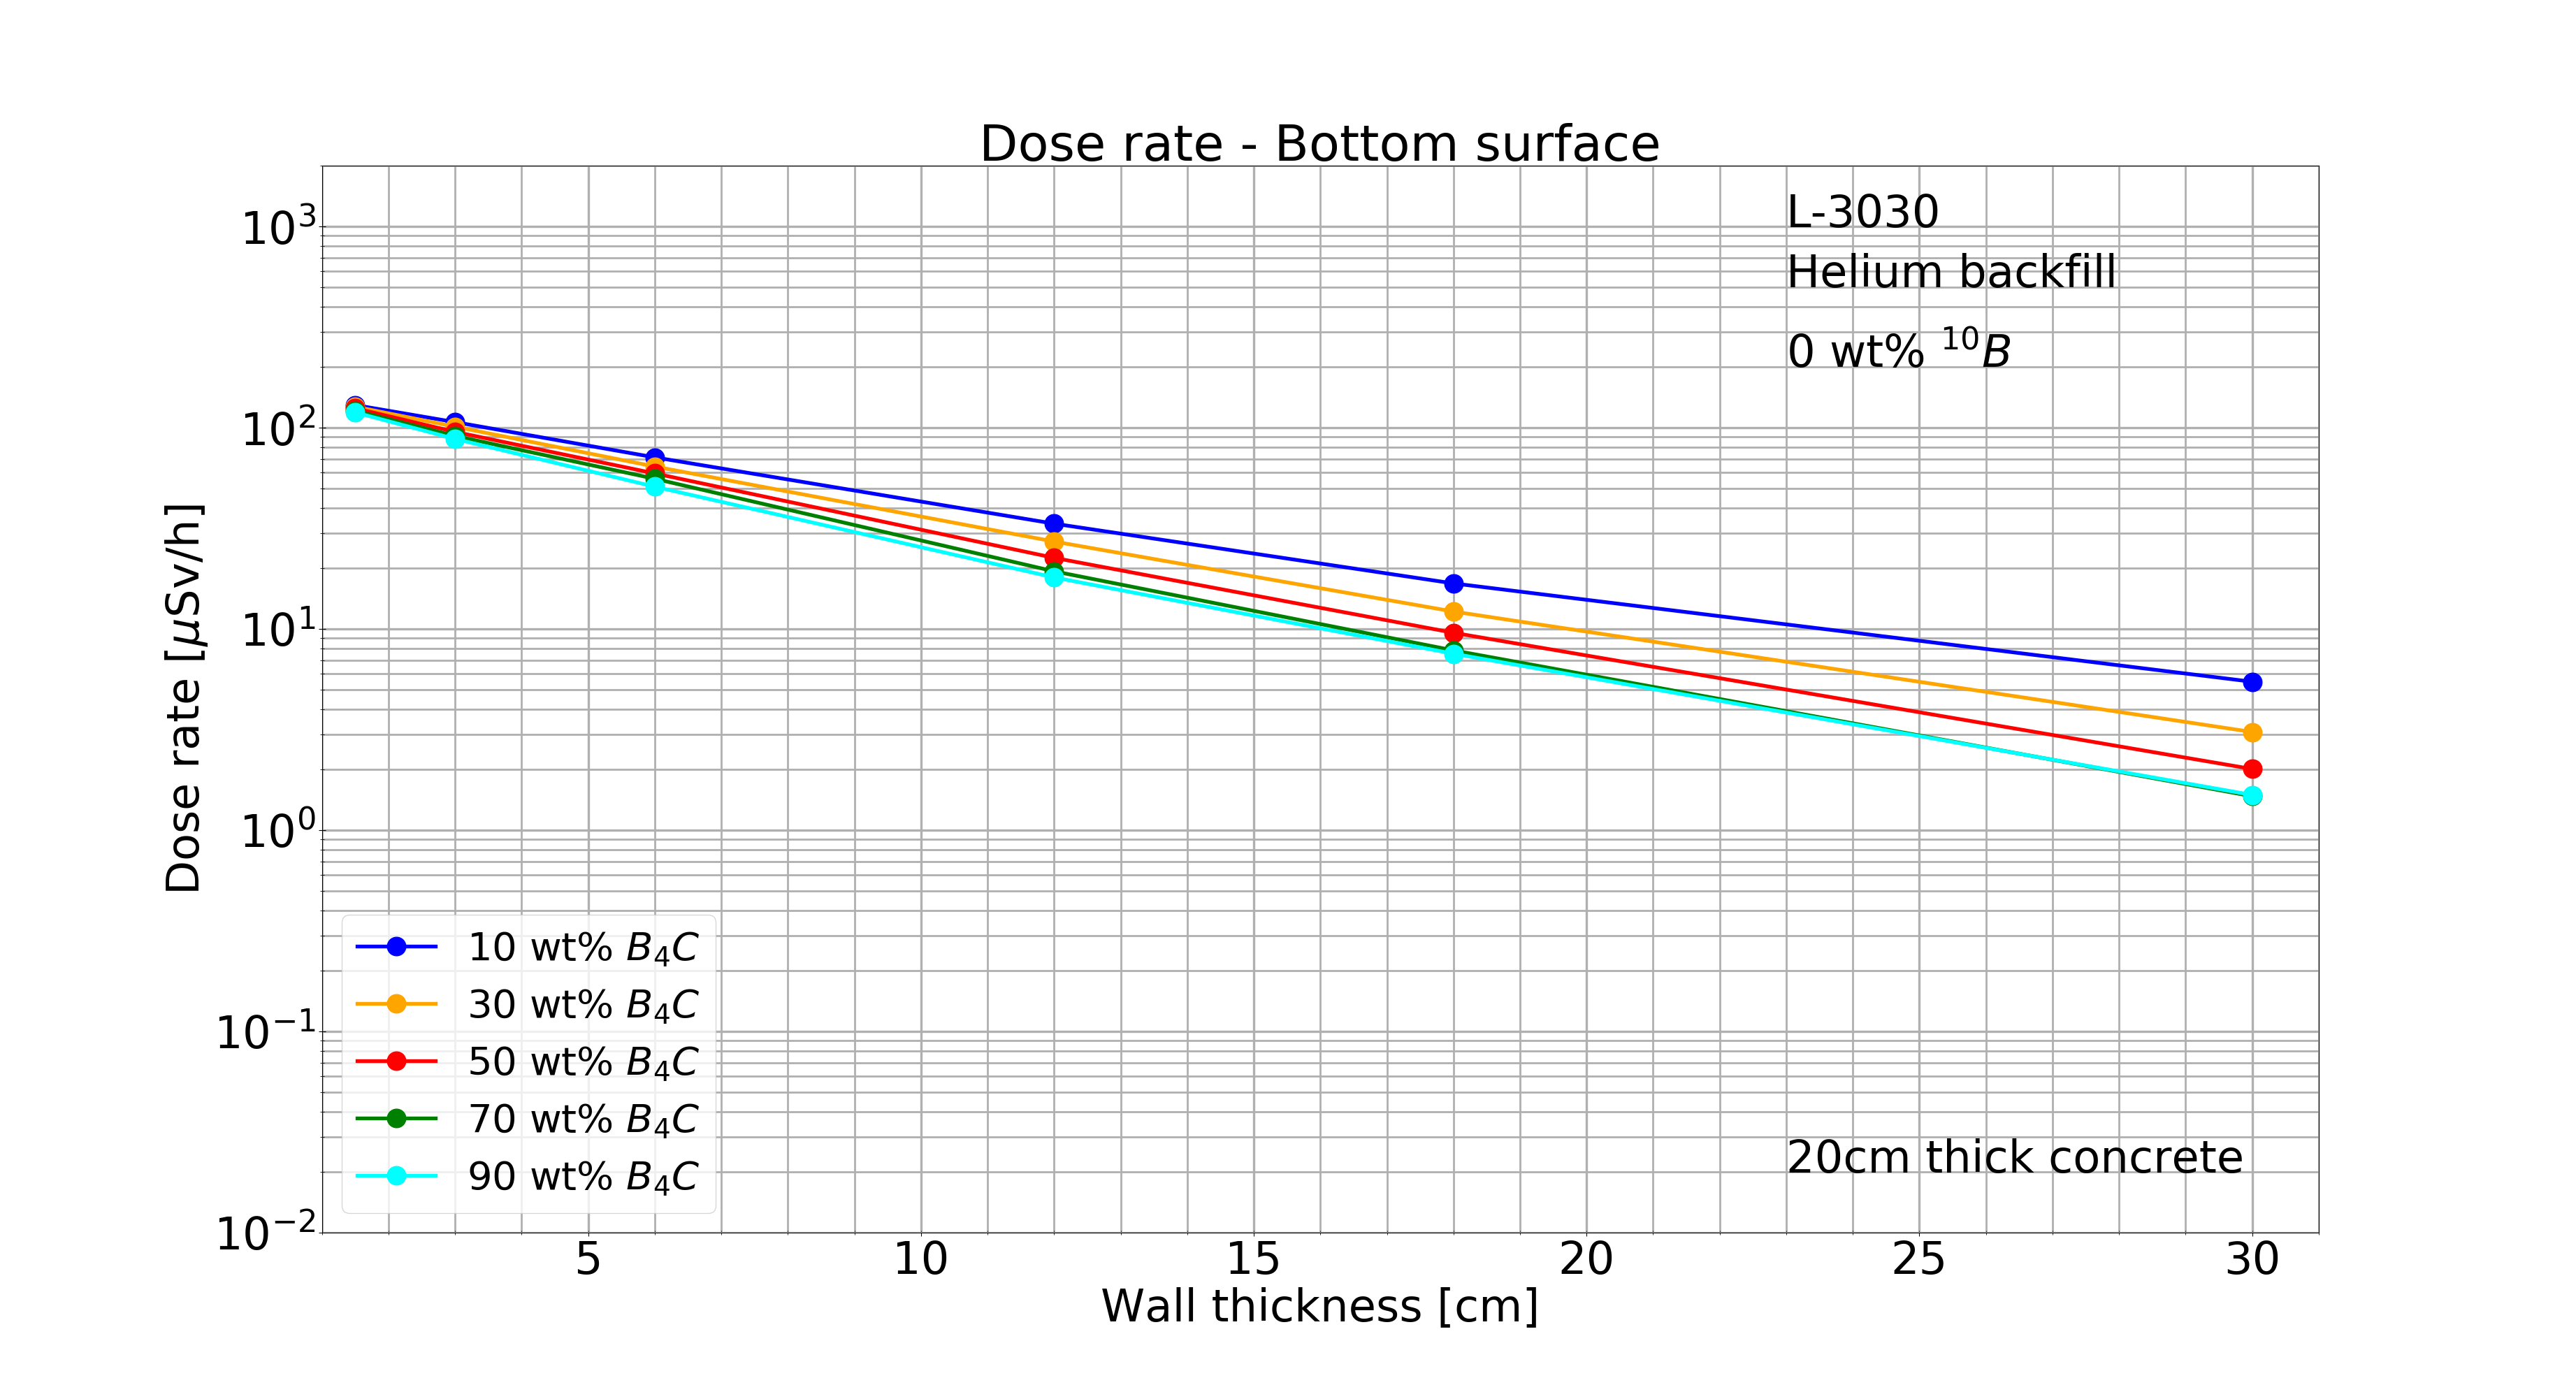 Dose rate - Bottom surface
L-3030
Helium backfill
0 wt% ¹⁰B
20cm thick concrete
Dose rate [μSv/h]
10³
10²
10¹
10⁰
10⁻¹
10⁻²
10 wt% B₄C
30 wt% B₄C
50 wt% B₄C
70 wt% B₄C
90 wt% B₄C
5 10 15 20 25 30
Wall thickness [cm]